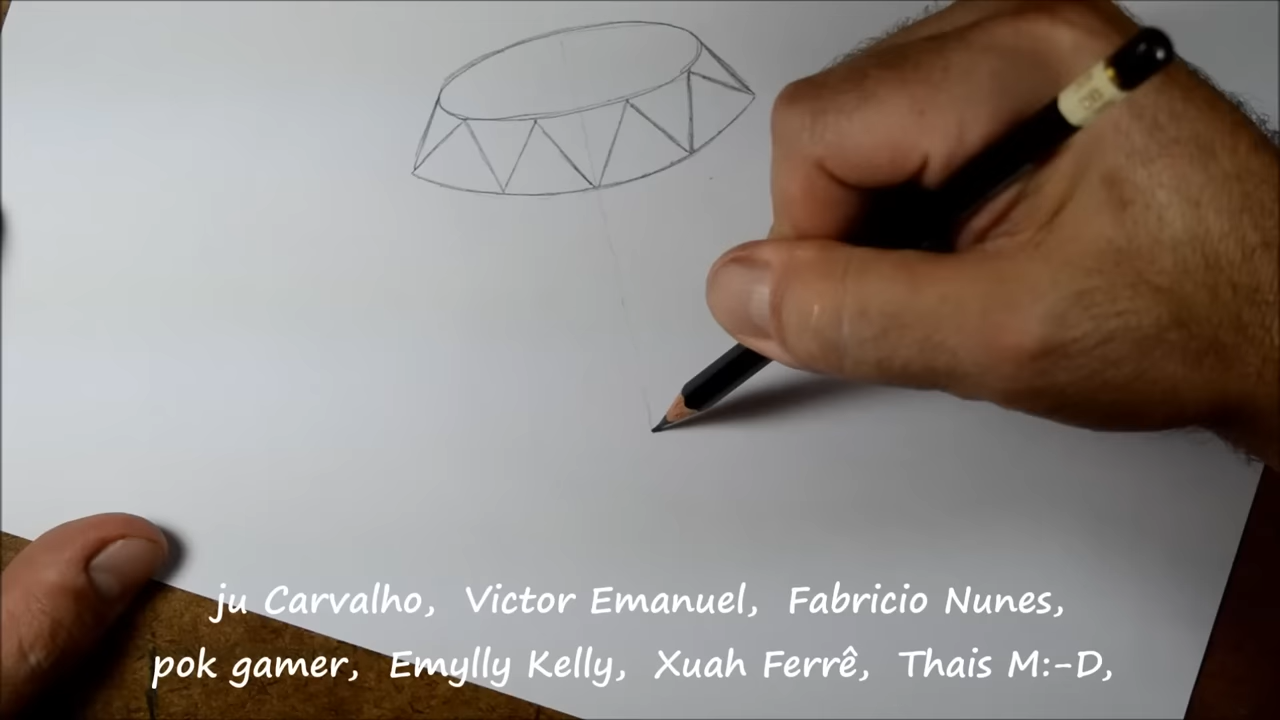 ju Carvalho, Victor Emanuel, Fabricio Nunes,
pok gamer, Emylly Kelly, Xuah Ferrê, Thais M:-D,